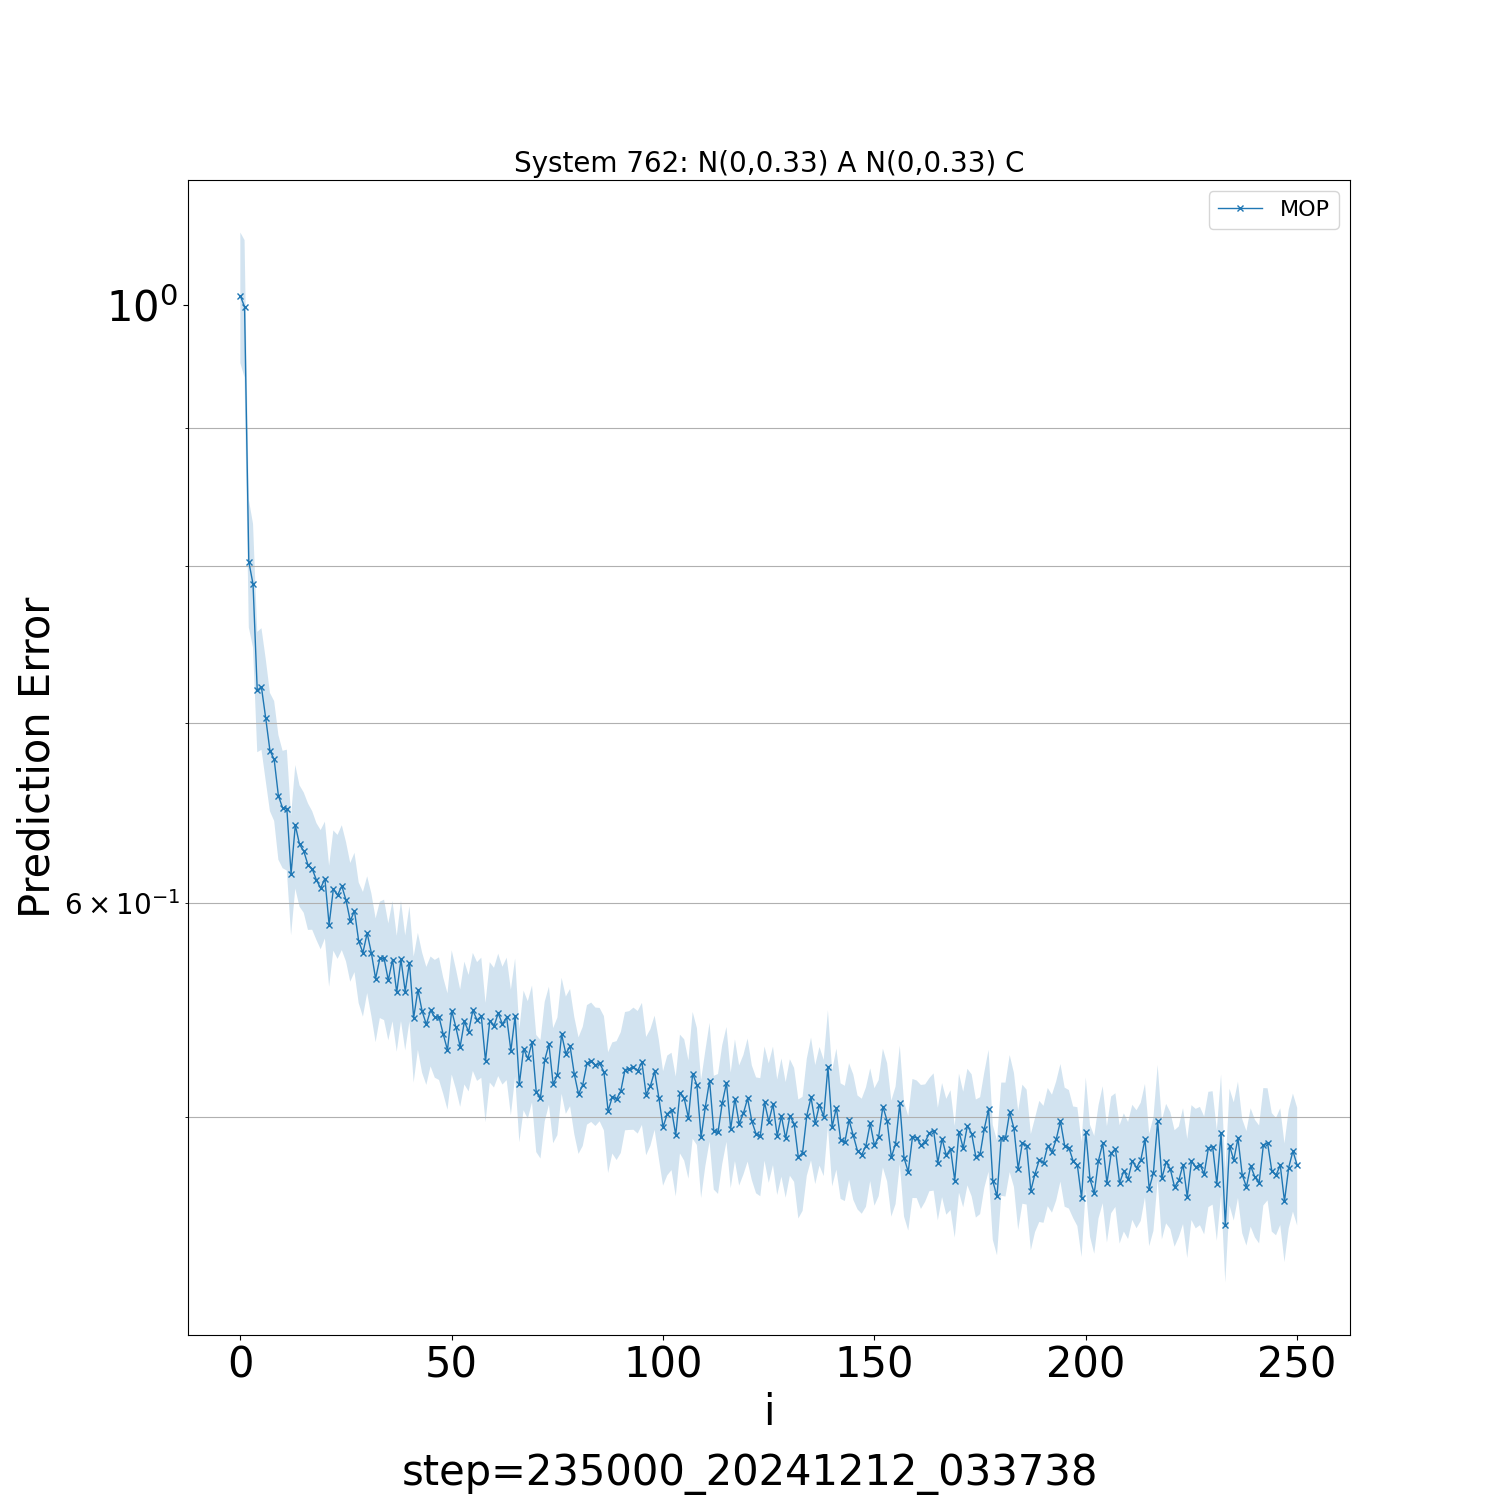 System 762: N(0,0.33) A N(0,0.33) C
MOP
10⁰
6 × 10⁻¹
Prediction Error
0 50 100 150 200 250
i
step=235000_20241212_033738